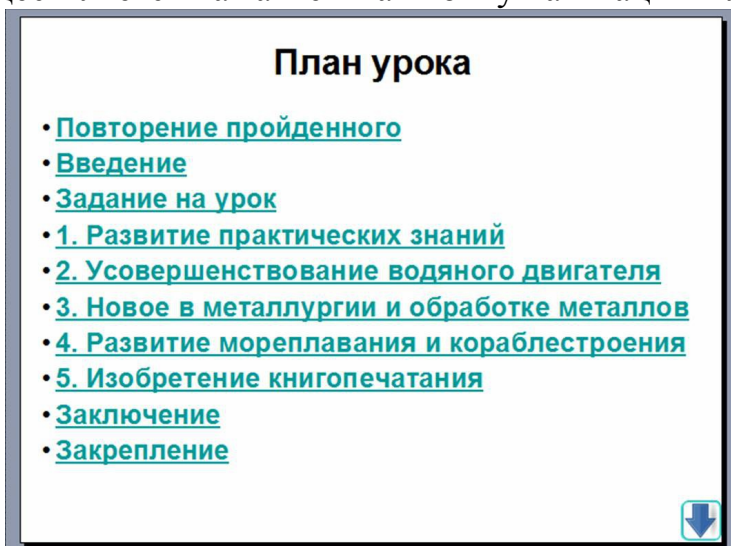 План урока
• Повторение пройденного
• Введение
• Задание на урок
• 1. Развитие практических знаний
• 2. Усовершенствование водяного двигателя
• 3. Новое в металлургии и обработке металлов
• 4. Развитие мореплавания и кораблестроения
• 5. Изобретение книгопечатания
• Заключение
• Закрепление